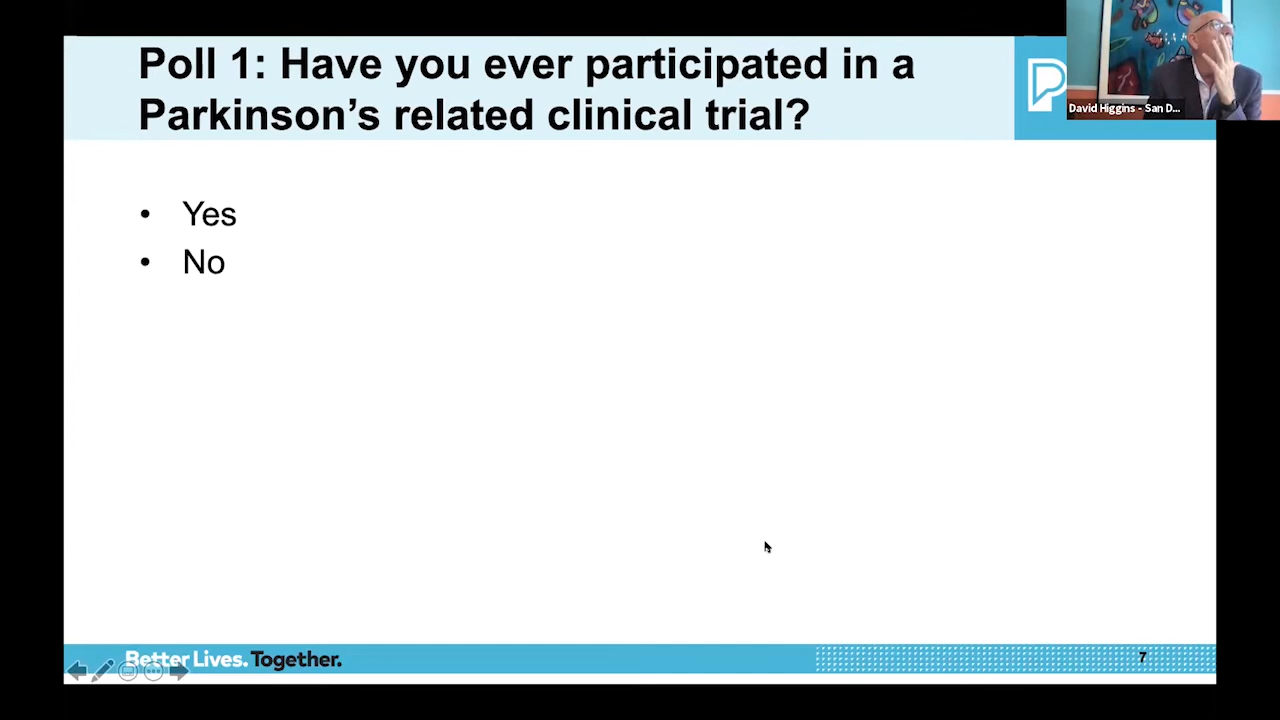 Poll 1: Have you ever participated in a
Parkinson’s related clinical trial?
P
David Higgins - San D...
• Yes
• No
Better Lives. Together.
7